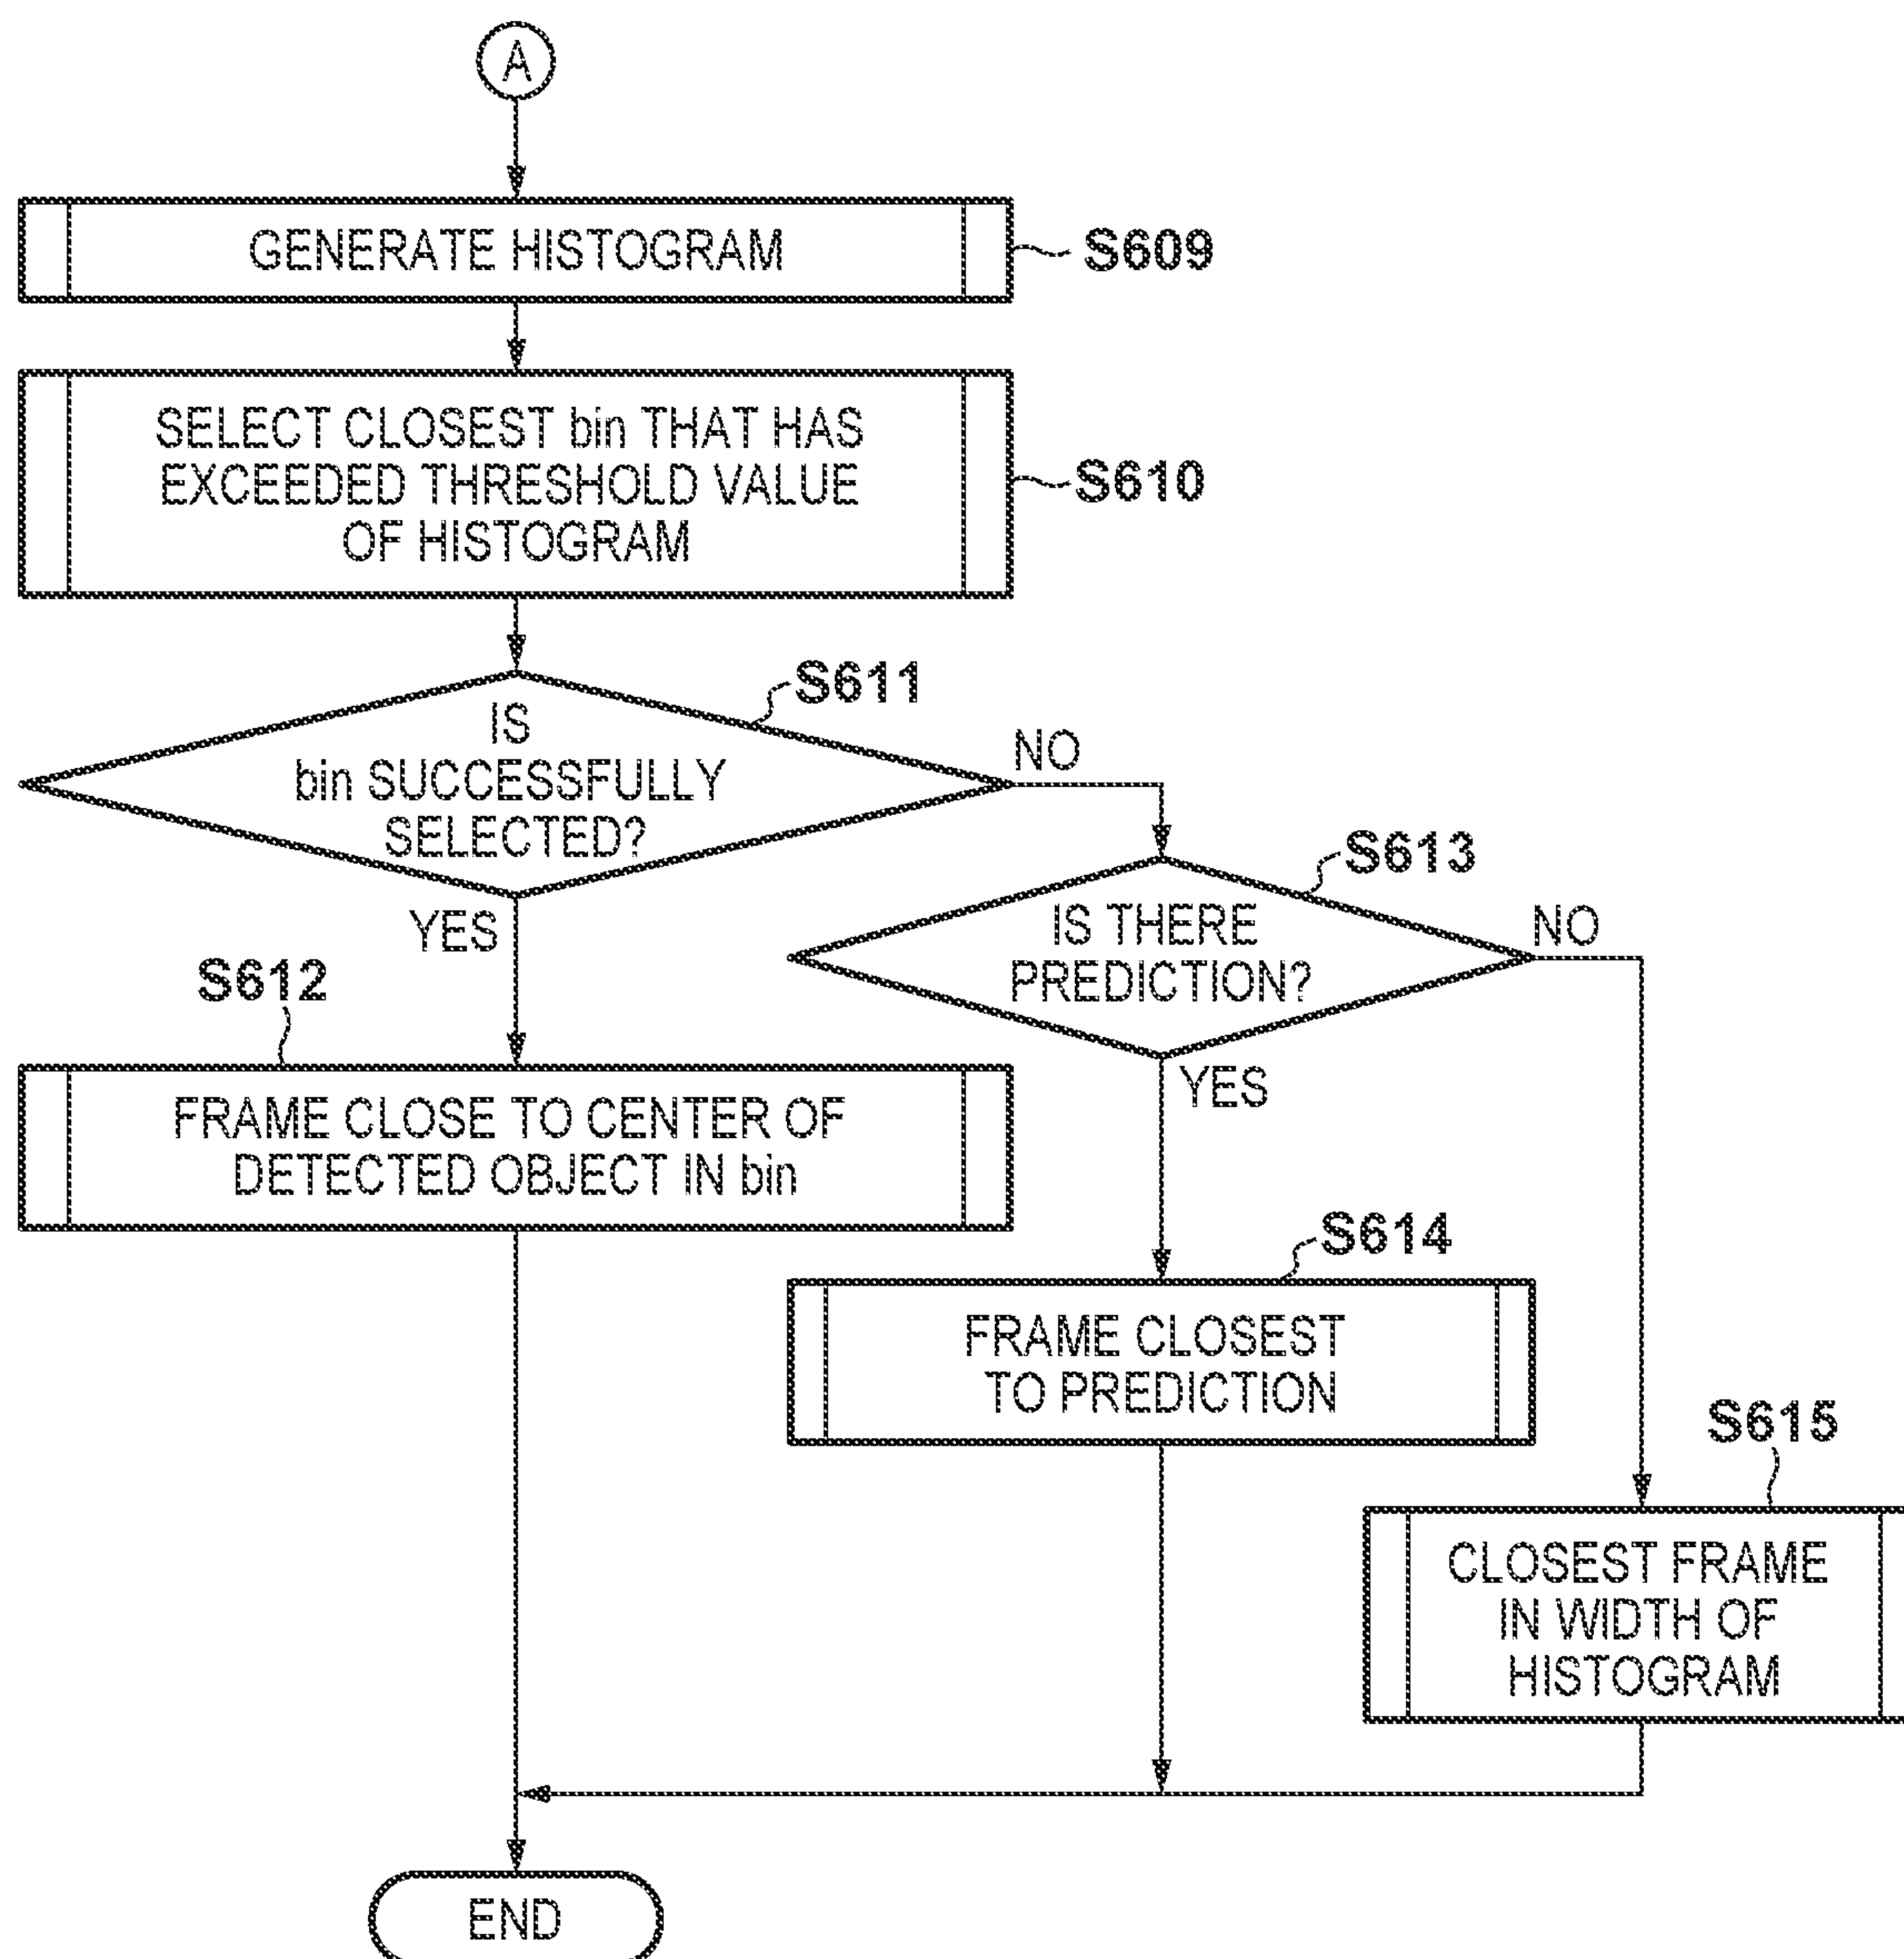 A
GENERATE HISTOGRAM
S609
SELECT CLOSEST bin THAT HAS
EXCEEDED THRESHOLD VALUE
OF HISTOGRAM
S610
S611
IS
bin SUCCESSFULLY
SELECTED?
NO
YES
S613
IS THERE
PREDICTION?
NO
YES
S612
FRAME CLOSE TO CENTER OF
DETECTED OBJECT IN bin
S614
FRAME CLOSEST
TO PREDICTION
S615
CLOSEST FRAME
IN WIDTH OF
HISTOGRAM
END